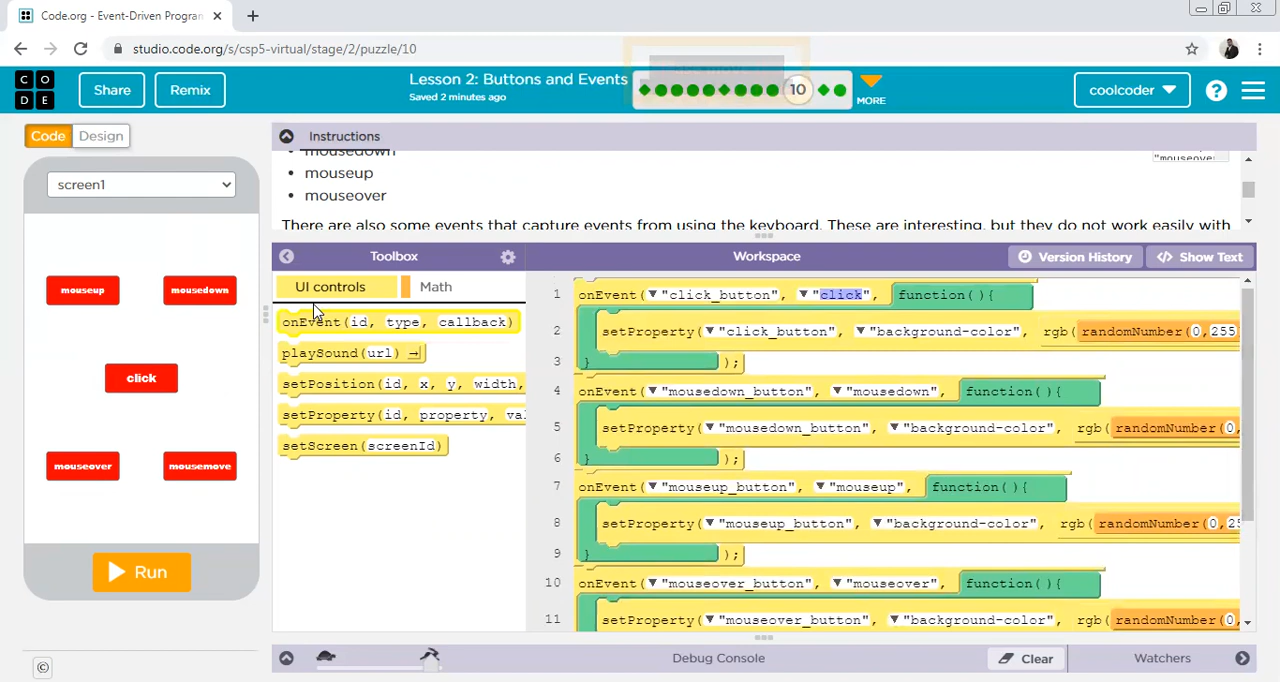 Code.org - Event-Driven Progran
studio.code.org/s/csp5-virtual/stage/2/puzzle/10
C O
D E
Share
Remix
Lesson 2: Buttons and Events
Saved 2 minutes ago
10
MORE
coolcoder
?
Code
Design
screen1
mouseup
mousedown
click
mouseover
mousemove
Run
Instructions
mousedown
mouseup
mouseover
"mouseover
There are also some events that capture events from using the keyboard. These are interesting, but they do not work easily with
Toolbox
Workspace
Version History
Show Text
UI controls
Math
onEvent(id, type, callback)
playSound(url)
setPosition(id, x, y, width,
setProperty(id, property, val
setScreen(screenId)
1 onEvent("click_button", "click", function(){
2 setProperty("click_button", "background-color", rgb(randomNumber(0,255
3 } );
4 onEvent("mousedown_button", "mousedown", function(){
5 setProperty("mousedown_button", "background-color", rgb(randomNumber(0,
6 } );
7 onEvent("mouseup_button", "mouseup", function(){
8 setProperty("mouseup_button", "background-color", rgb(randomNumber(0,25
9 } );
10 onEvent("mouseover_button", "mouseover", function(){
11 setProperty("mouseover_button", "background-color", rgb(randomNumber(0,
Debug Console
Clear
Watchers
©